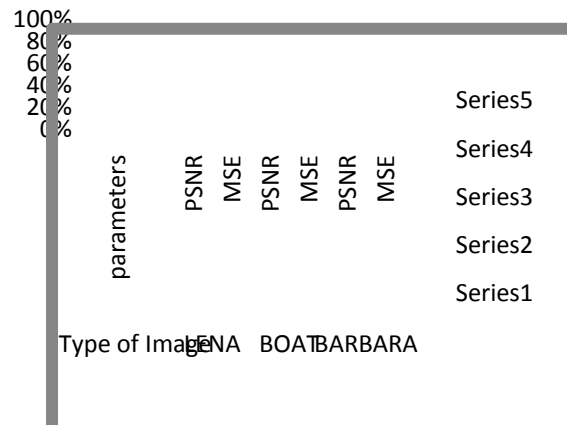 100%
80%
60%
40%
20%
0%
parameters
PSNR
MSE
PSNR
MSE
PSNR
MSE
Type of Image
LENA
BOAT
BARBARA
Series5
Series4
Series3
Series2
Series1